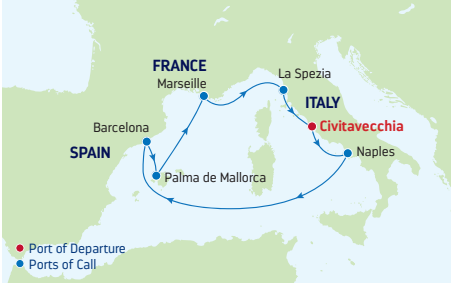 FRANCE
Marseille
La Spezia
ITALY
Civitavecchia
Barcelona
Naples
SPAIN
Palma de Mallorca
Port of Departure
Ports of Call